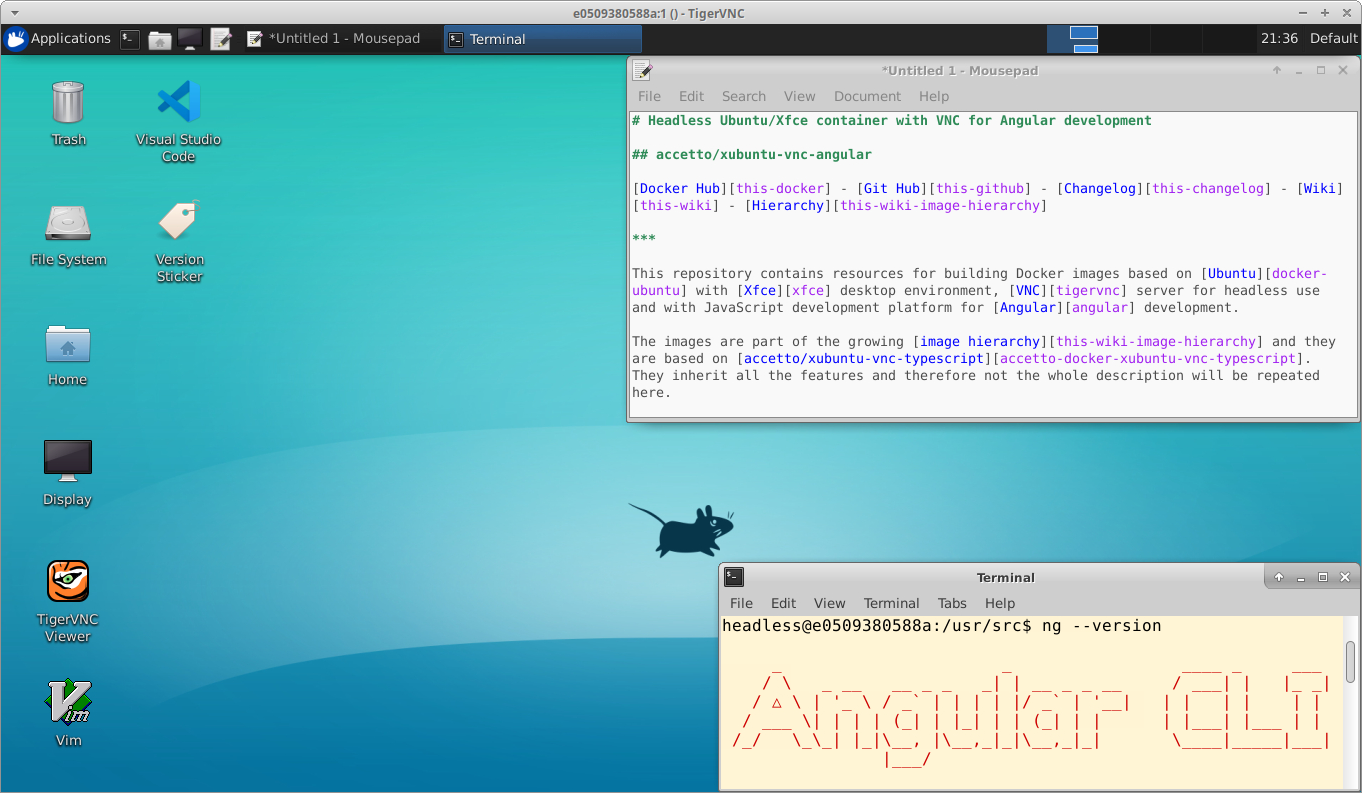 e0509380588a:1 () - TigerVNC
Applications
*Untitled 1 - Mousepad
Terminal
21:36
Default
Trash
Visual Studio
Code
File System
Version
Sticker
Home
Display
TigerVNC
Viewer
Vim
*Untitled 1 - Mousepad
File Edit Search View Document Help
# Headless Ubuntu/Xfce container with VNC for Angular development
## accetto/xubuntu-vnc-angular
[Docker Hub][this-docker] - [Git Hub][this-github] - [Changelog][this-changelog] - [Wiki]
[this-wiki] - [Hierarchy][this-wiki-image-hierarchy]
***
This repository contains resources for building Docker images based on [Ubuntu][docker-
ubuntu] with [Xfce][xfce] desktop environment, [VNC][tigervnc] server for headless use
and with JavaScript development platform for [Angular][angular] development.
The images are part of the growing [image hierarchy][this-wiki-image-hierarchy] and they
are based on [accetto/xubuntu-vnc-typescript][accetto-docker-xubuntu-vnc-typescript].
They inherit all the features and therefore not the whole description will be repeated
here.
Terminal
File Edit View Terminal Tabs Help
headless@e0509380588a:/usr/src$ ng --version
Angular CLI